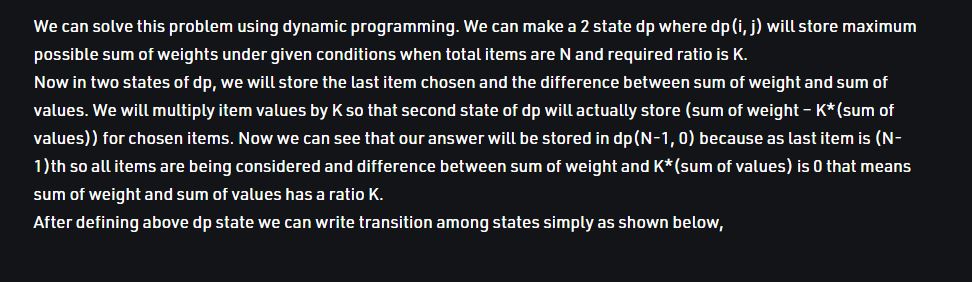 We can solve this problem using dynamic programming. We can make a 2 state dp where dp(i, j) will store maximum
possible sum of weights under given conditions when total items are N and required ratio is K.
Now in two states of dp, we will store the last item chosen and the difference between sum of weight and sum of
values. We will multiply item values by K so that second state of dp will actually store (sum of weight – K*(sum of
values)) for chosen items. Now we can see that our answer will be stored in dp(N-1, 0) because as last item is (N-
1)th so all items are being considered and difference between sum of weight and K*(sum of values) is 0 that means
sum of weight and sum of values has a ratio K.
After defining above dp state we can write transition among states simply as shown below,